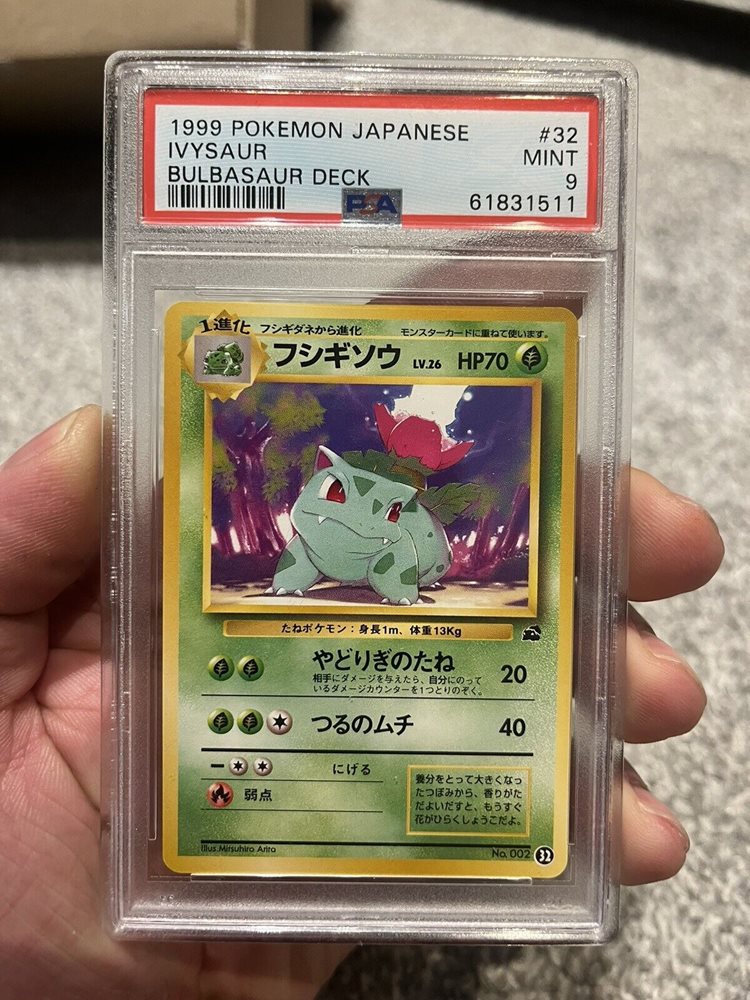 1999 POKEMON JAPANESE #32
IVYSAUR MINT
BULBASAUR DECK 9
PSA 61831511
1進化 フシギダネから進化 モンスターカードに重ねて使います。
フシギソウ LV.26 HP70
たねポケモン：身長1m、体重13Kg
やどりぎのたね 20
相手にダメージを与えたら、自分にのって
いるダメージカウンターを1つとりのぞく。
つるのムチ 40
にげる
弱点
養分をとって大きくなっ
たつぼみから、香りがた
だよいだすと、もうすぐ
花がひらくしょうこだよ。
Illus.Mitsuhiro Arita No. 002 32